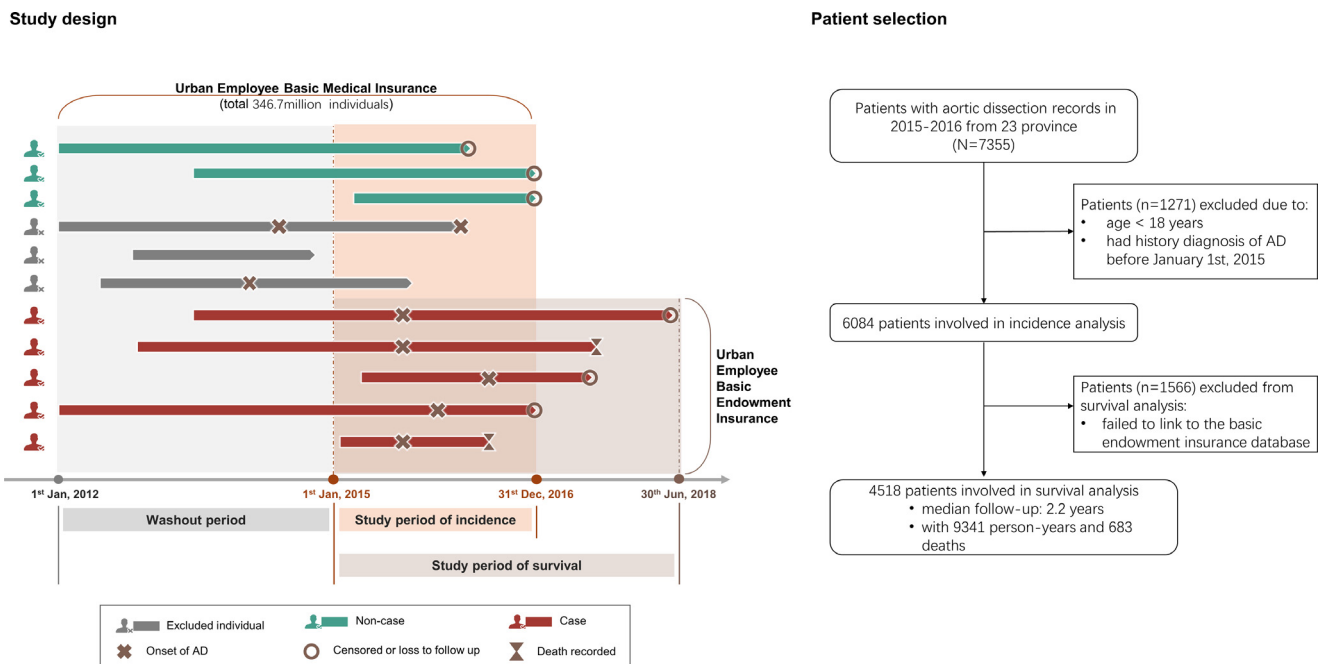 Study design
Urban Employee Basic Medical Insurance
(total 346.7million individuals)
Urban
Employee
Basic
Endowment
Insurance
1st Jan, 2012
1st Jan, 2015
31st Dec, 2016
30th Jun, 2018
Washout period
Study period of incidence
Study period of survival
Excluded individual
Non-case
Case
Onset of AD
Censored or loss to follow up
Death recorded
Patient selection
Patients with aortic dissection records in
2015-2016 from 23 province
(N=7355)
Patients (n=1271) excluded due to:
• age < 18 years
• had history diagnosis of AD
before January 1st, 2015
6084 patients involved in incidence analysis
Patients (n=1566) excluded from
survival analysis:
• failed to link to the basic
endowment insurance database
4518 patients involved in survival analysis
• median follow-up: 2.2 years
• with 9341 person-years and 683
deaths